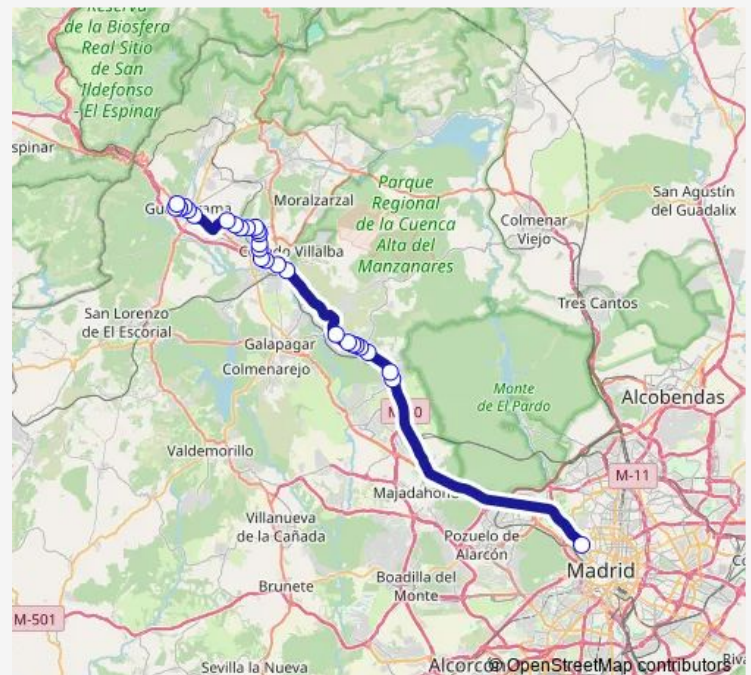 Reserva
de la Biosfera
Real Sitio
de San
Ildefonso
- El Espinar
spinar
Moralzarzal
San Agustín
del Guadalix
Parque
Regional
de la Cuenca
Alta del
Manzanares
Colmenar
Viejo
San Lorenzo
de El Escorial
Tres Cantos
Galapagar
Colmenarejo
Monte
de El Pardo
Alcobendas
Valdemorillo
M-11
Villanueva
de la Cañada
Pozuelo de
Alarcón
Madrid
Boadilla del
Monte
Brunete
M-501
Sevilla la Nueva
© OpenStreetMap contributors